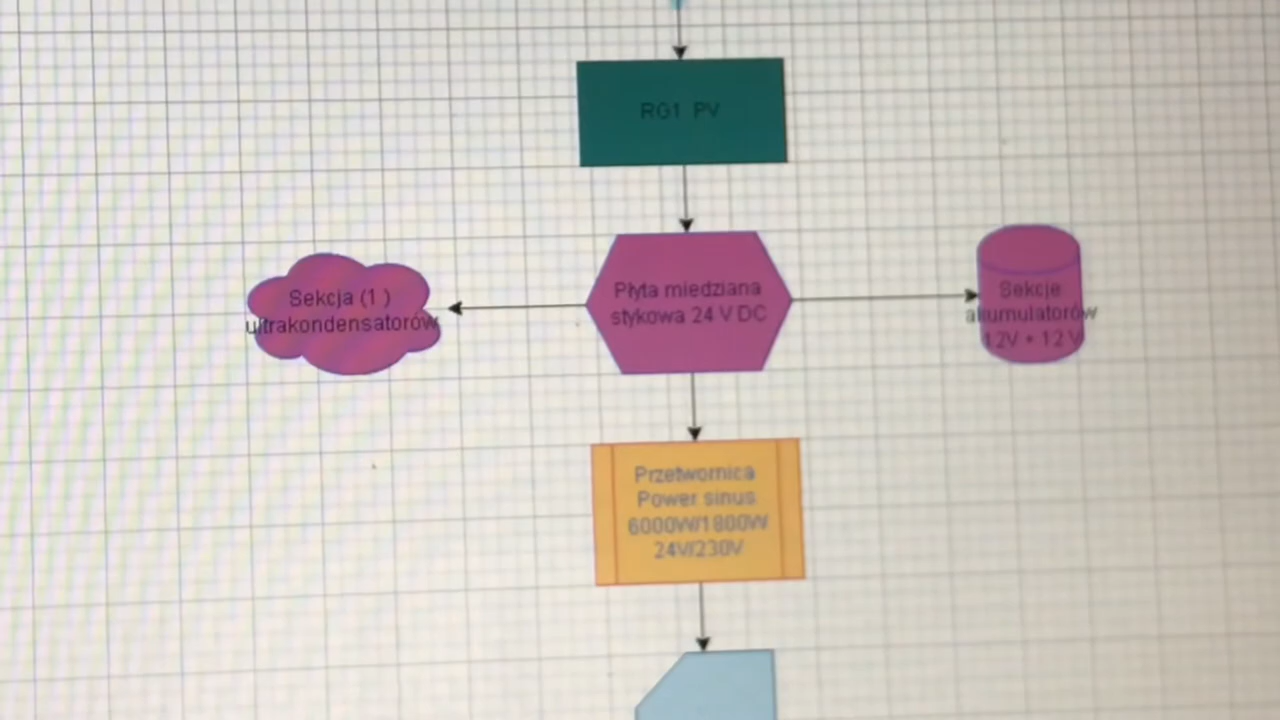 RG1 PV
Sekcja (1 )
ultrakondensatorów
Płyta miedziana
stykowa 24 V DC
Sekcje
akumulatorów
12V + 12 V
Przetwornica
Power sinus
6000W/1800W
24V/230V